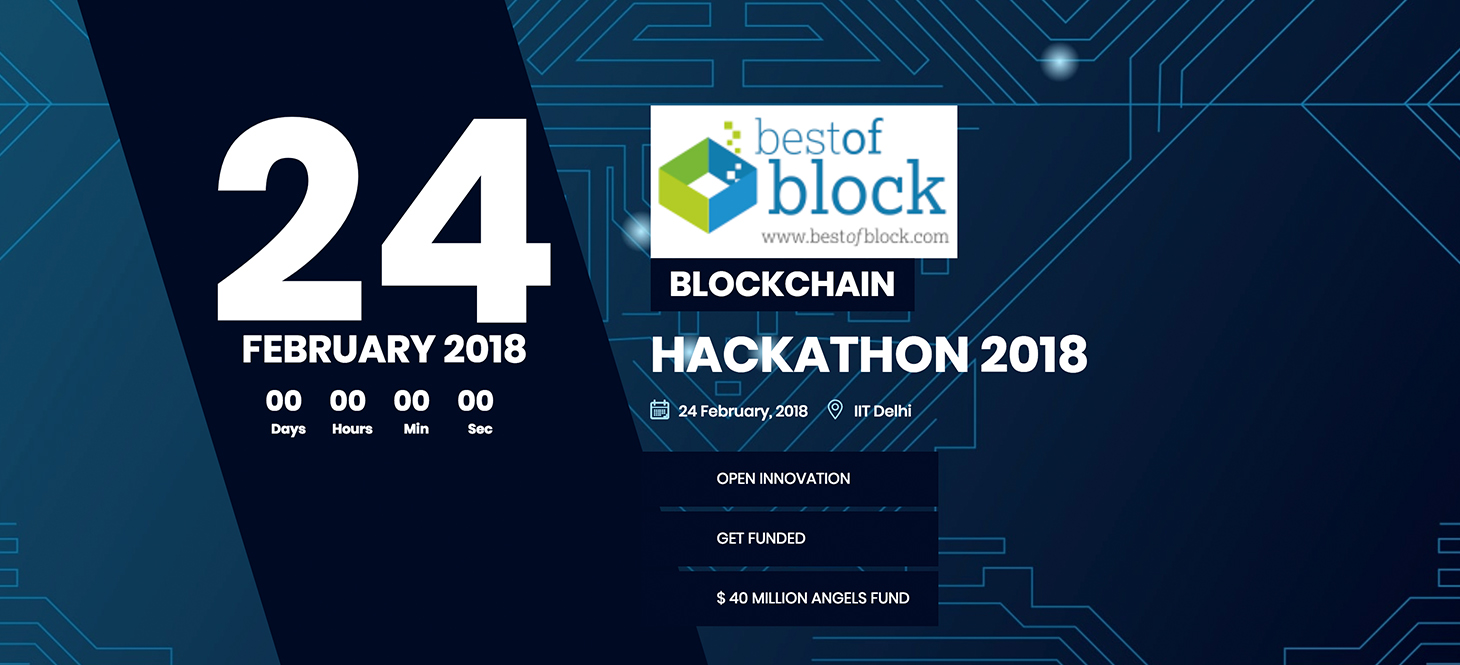 24
FEBRUARY 2018
00 00 00 00
Days Hours Min Sec
bestof
block
www.bestofblock.com
BLOCKCHAIN
HACKATHON 2018
24 February, 2018 IIT Delhi
OPEN INNOVATION
GET FUNDED
$ 40 MILLION ANGELS FUND